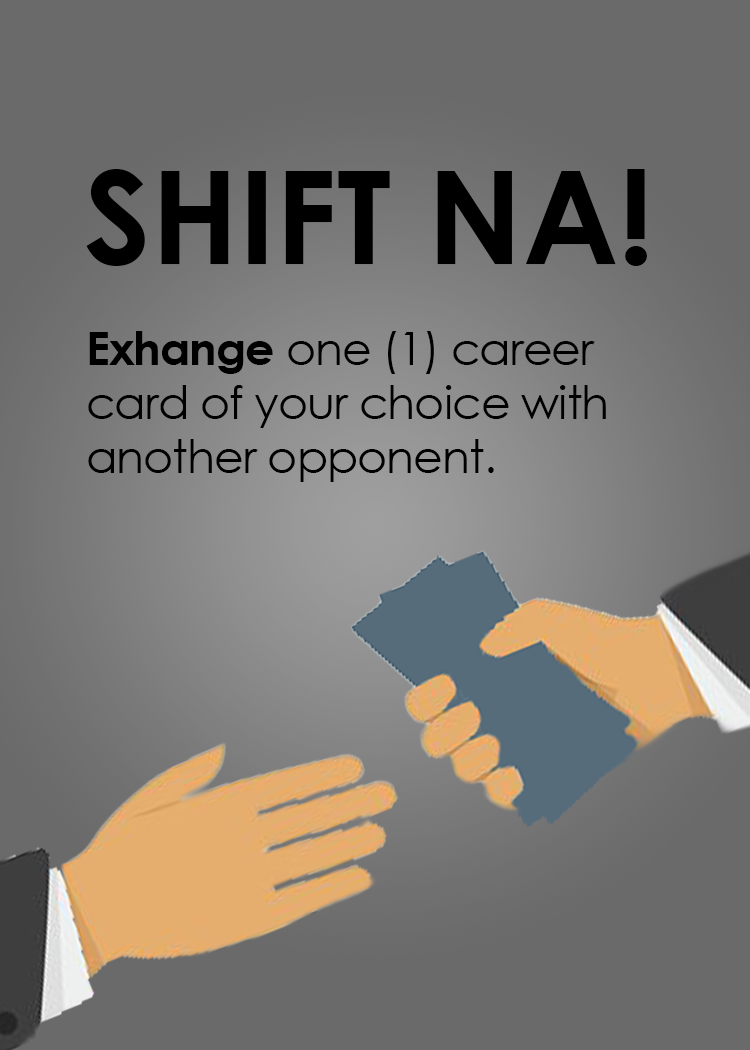 SHIFT NA!
Exhange one (1) career
card of your choice with
another opponent.